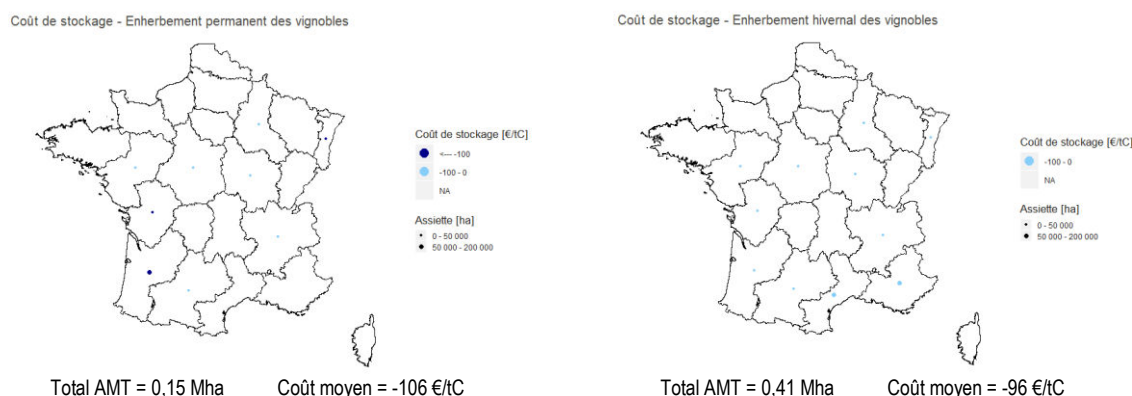 Coût de stockage - Enherbement permanent des vignobles
Coût de stockage [€/tC]
<--- -100
-100 - 0
NA
Assiette [ha]
0 - 50 000
50 000 - 200 000
Total AMT = 0,15 Mha Coût moyen = -106 €/tC
Coût de stockage - Enherbement hivernal des vignobles
Coût de stockage [€/tC]
-100 - 0
NA
Assiette [ha]
0 - 50 000
50 000 - 200 000
Total AMT = 0,41 Mha Coût moyen = -96 €/tC